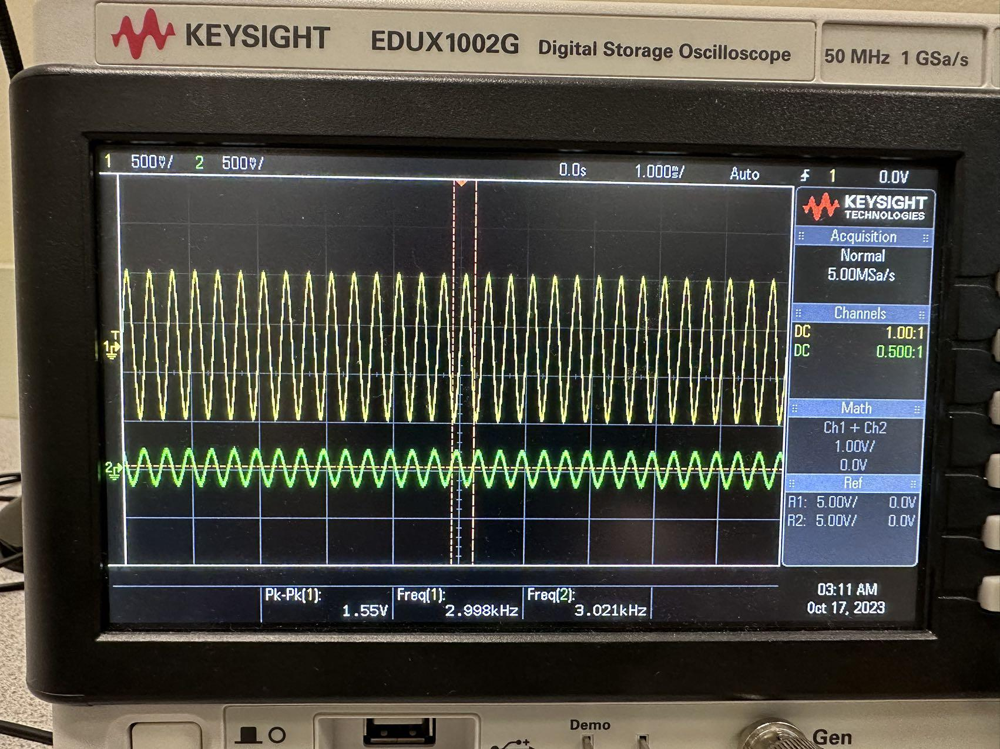 KEYSIGHT EDUX1002G Digital Storage Oscilloscope 50 MHz 1 GSa/s
1 500mV/ 2 500mV/ 0.0s 1.000ms/ Auto 1 0.0V
KEYSIGHT
TECHNOLOGIES
Acquisition
Normal
5.00MSa/s
Channels
DC 1.00:1
DC 0.500:1
T
1
Math
Ch1 + Ch2
1.00V/
0.0V
2
Ref
R1: 5.00V/ 0.0V
R2: 5.00V/ 0.0V
Pk-Pk(1): Freq(1): Freq(2):
1.55V 2.998kHz 3.021kHz
03:11 AM
Oct 17, 2023
Demo
Gen